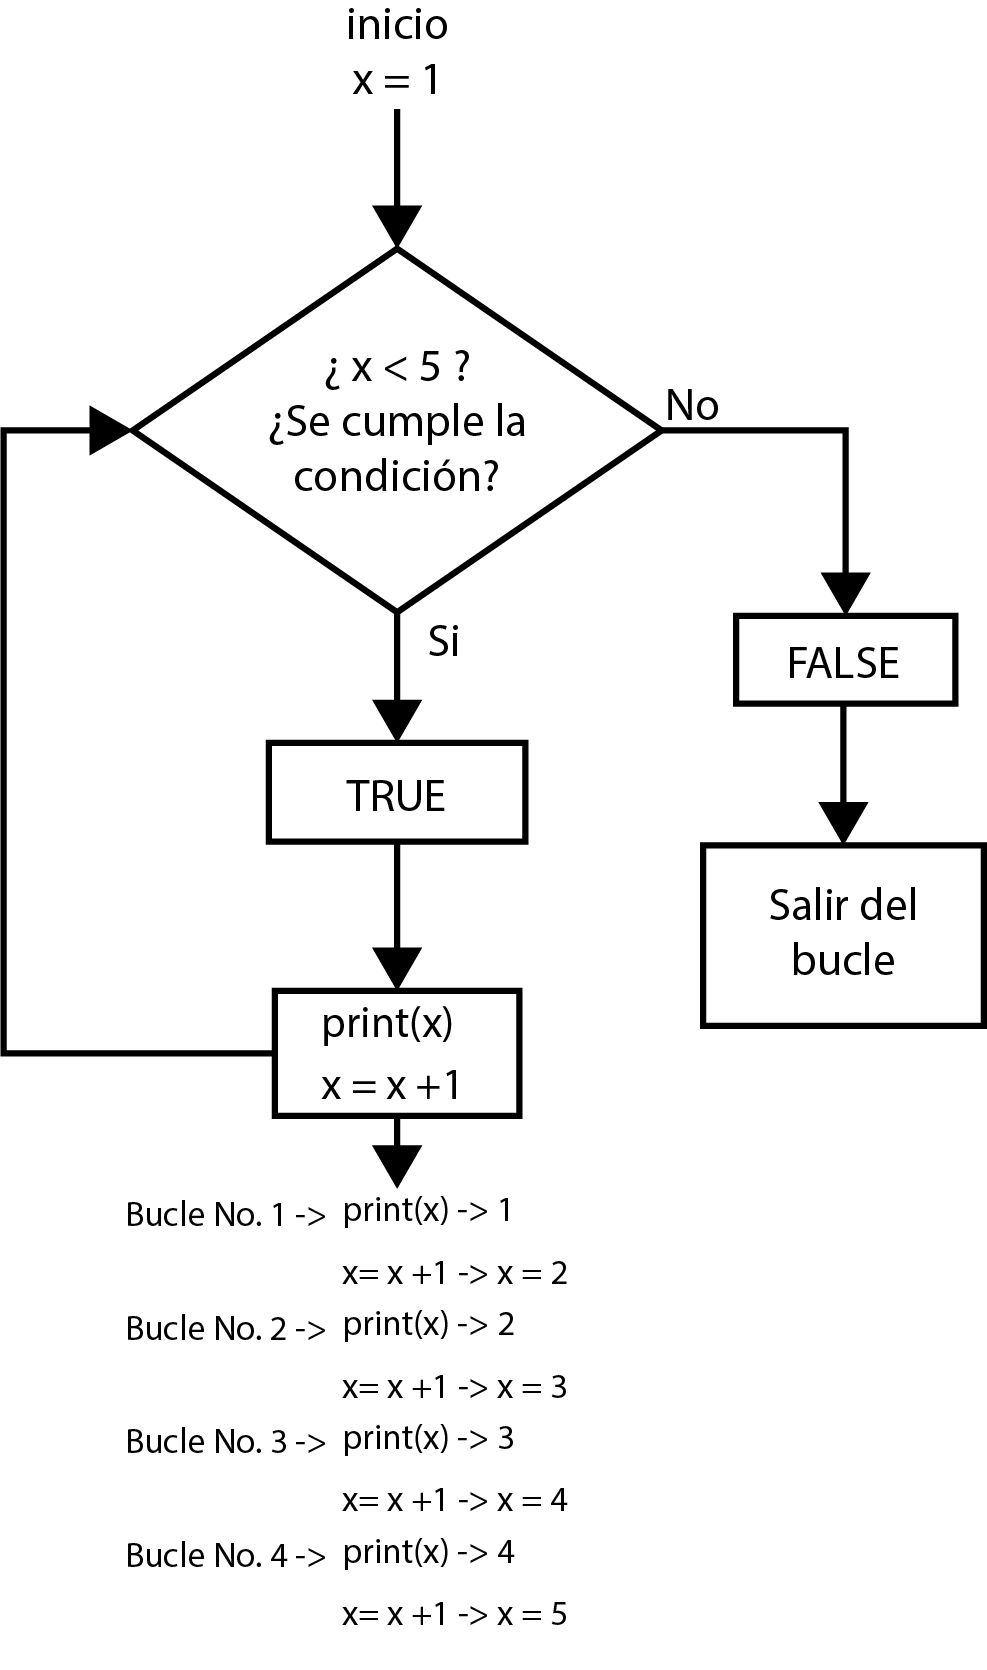 inicio
x = 1
¿ x < 5 ?
¿Se cumple la
condición?
No
Si
FALSE
TRUE
Salir del
bucle
print(x)
x = x +1
Bucle No. 1 -> print(x) -> 1
x= x +1 -> x = 2
Bucle No. 2 -> print(x) -> 2
x= x +1 -> x = 3
Bucle No. 3 -> print(x) -> 3
x= x +1 -> x = 4
Bucle No. 4 -> print(x) -> 4
x= x +1 -> x = 5